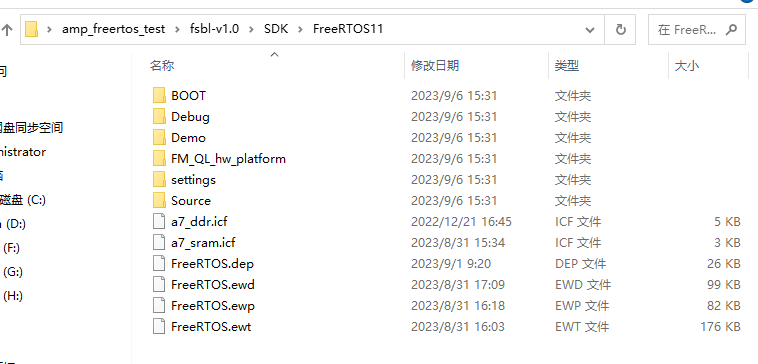 amp_freertos_test › fsbl-v1.0 › SDK › FreeRTOS11
在 FreeR...
名称 修改日期 类型 大小
BOOT 2023/9/6 15:31 文件夹
Debug 2023/9/6 15:31 文件夹
Demo 2023/9/6 15:31 文件夹
FM_QL_hw_platform 2023/9/6 15:31 文件夹
settings 2023/9/6 15:31 文件夹
Source 2023/9/6 15:31 文件夹
a7_ddr.icf 2022/12/21 16:45 ICF 文件 5 KB
a7_sram.icf 2023/8/31 15:34 ICF 文件 3 KB
FreeRTOS.dep 2023/9/1 9:20 DEP 文件 26 KB
FreeRTOS.ewd 2023/8/31 17:09 EWD 文件 99 KB
FreeRTOS.ewp 2023/8/31 16:18 EWP 文件 82 KB
FreeRTOS.ewt 2023/8/31 16:03 EWT 文件 176 KB
间
盘同步空间
nistrator
磁盘 (C:)
(D:)
(F:)
(G:)
(H:)